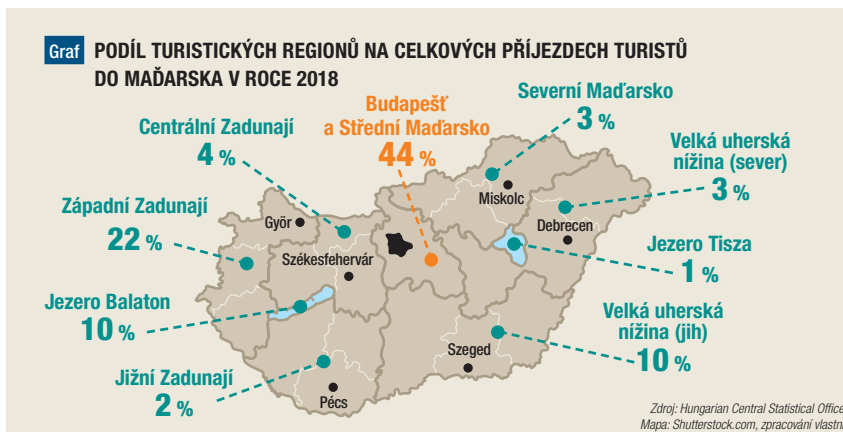 Graf PODÍL TURISTICKÝCH REGIONŮ NA CELKOVÝCH PŘÍJEZDECH TURISTŮ
DO MAĎARSKA V ROCE 2018
Severní Maďarsko
3 %
Budapešť
a Střední Maďarsko
44 %
Centrální Zadunají
4 %
Velká uherská
nížina (sever)
3 %
Západní Zadunají
22 %
Miskolc
Györ
Debrecen
Székesfehervár
Jezero Tisza
1 %
Jezero Balaton
10 %
Velká uherská
nížina (jih)
10 %
Szeged
Jižní Zadunají
2 %
Pécs
Zdroj: Hungarian Central Statistical Office
Mapa: Shutterstock.com, zpracování vlastní